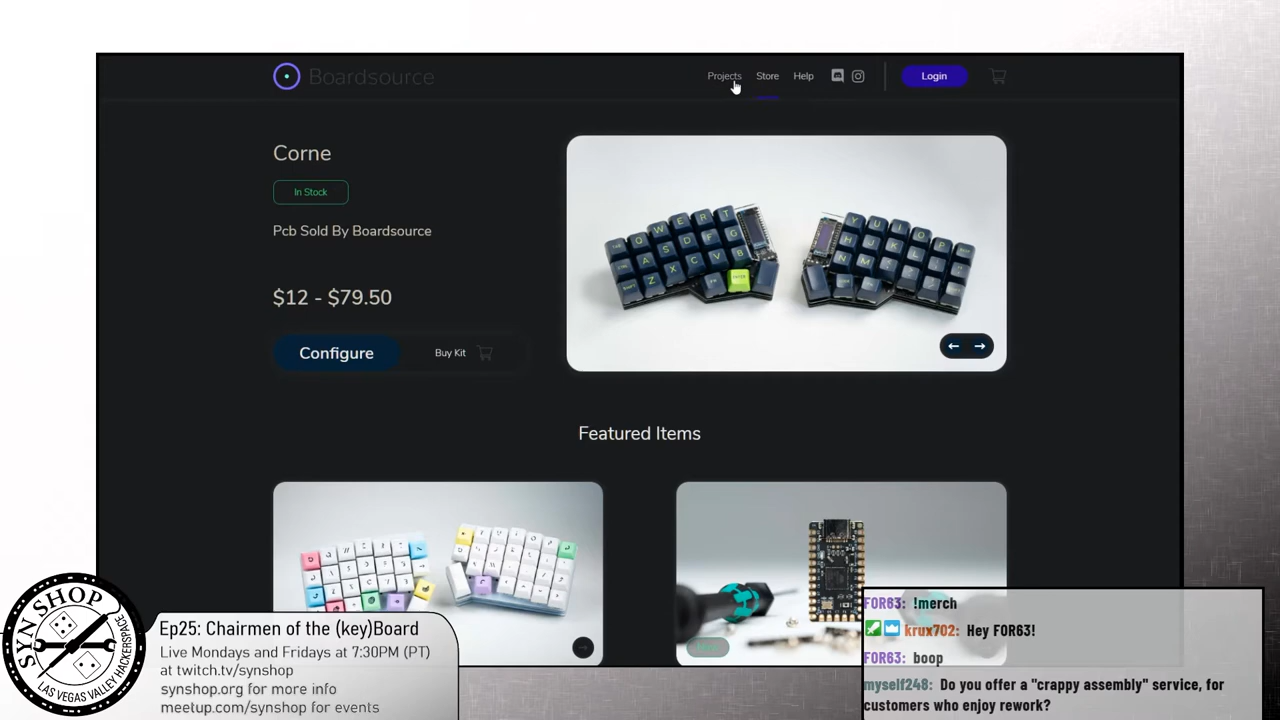 Boardsource
Projects Store Help
Login
Corne
In Stock
Pcb Sold By Boardsource
$12 - $79.50
Configure
Buy Kit
Q W E R T
A S D F G
Z X C V B
Y U I O P
H J K L
N M
Featured Items
SYN SHOP
LAS VEGAS VALLEY HACKERSPACE
Ep25: Chairmen of the (key)Board
Live Mondays and Fridays at 7:30PM (PT)
at twitch.tv/synshop
synshop.org for more info
meetup.com/synshop for events
FOR63: !merch
krux702: Hey FOR63!
FOR63: boop
myself248: Do you offer a "crappy assembly" service, for
customers who enjoy rework?